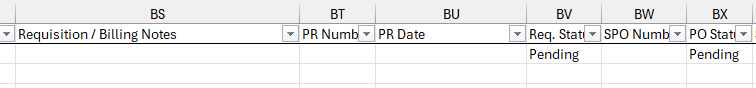 BS BT BU BV BW BX
Requisition / Billing Notes PR Numb PR Date Req. Stat SPO Numb PO Stat
Pending Pending